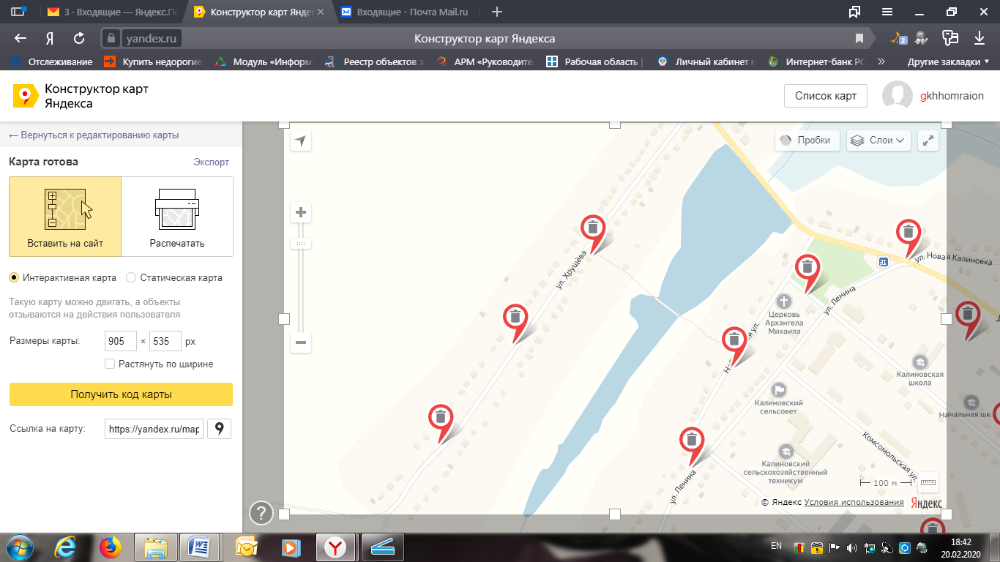 3 · Входящие — Яндекс.По
Конструктор карт Янде
Входящие - Почта Mail.ru
Я
yandex.ru
Конструктор карт Яндекса
2
Отслеживание
Купить недорогие
Модуль «Информ
Реестр объектов ж
АРМ «Руководител
Рабочая область |
Личный кабинет н
Интернет-банк РС
Другие закладки
Конструктор карт
Яндекса
Список карт
gkhhomraion
← Вернуться к редактированию карты
Карта готова
Экспорт
Вставить на сайт
Распечатать
Интерактивная карта
Статическая карта
Такую карту можно двигать, а объекты
отзываются на действия пользователя
Размеры карты:
905 × 535 px
Растянуть по ширине
Получить код карты
Ссылка на карту:
https://yandex.ru/map
Пробки
Слои
ул. Хрущёва
ул. Новая Калиновка
ул. Ленина
Церковь
Архангела
Михаила
Калиновская
школа
Калиновский
сельсовет
Начальная шк
Комсомольская ул.
Калиновский
сельскохозяйственный
техникум
ул. Ленина
100 м
© Яндекс Условия использования
Яндекс
?
EN
18:42
20.02.2020